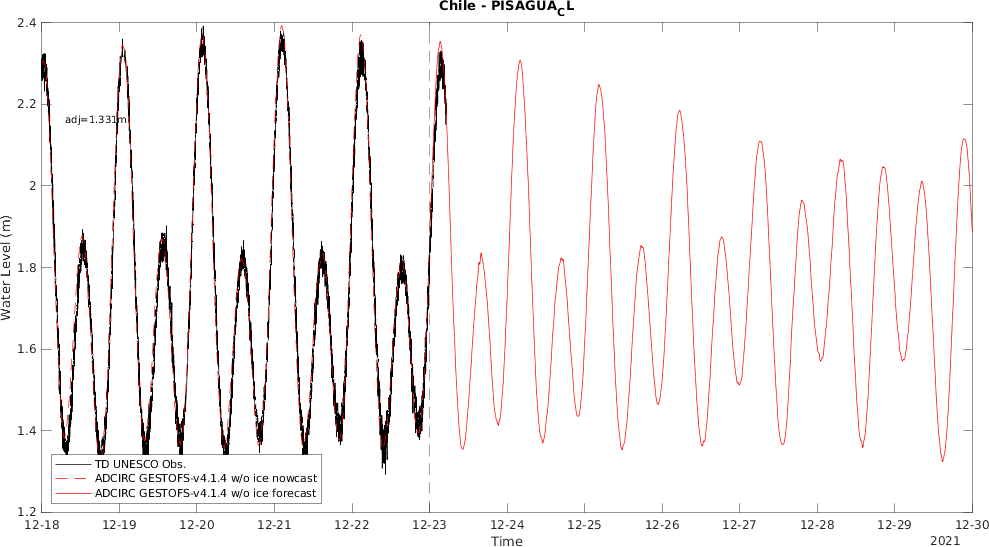 Chile - PISAGUACL
2.4
2.2
adj=1.331m
2
1.8
Water Level (m)
1.6
1.4
TD UNESCO Obs.
ADCIRC GESTOFS-v4.1.4 w/o ice nowcast
ADCIRC GESTOFS-v4.1.4 w/o ice forecast
1.2
12-18 12-19 12-20 12-21 12-22 12-23 12-24 12-25 12-26 12-27 12-28 12-29 12-30
Time
2021